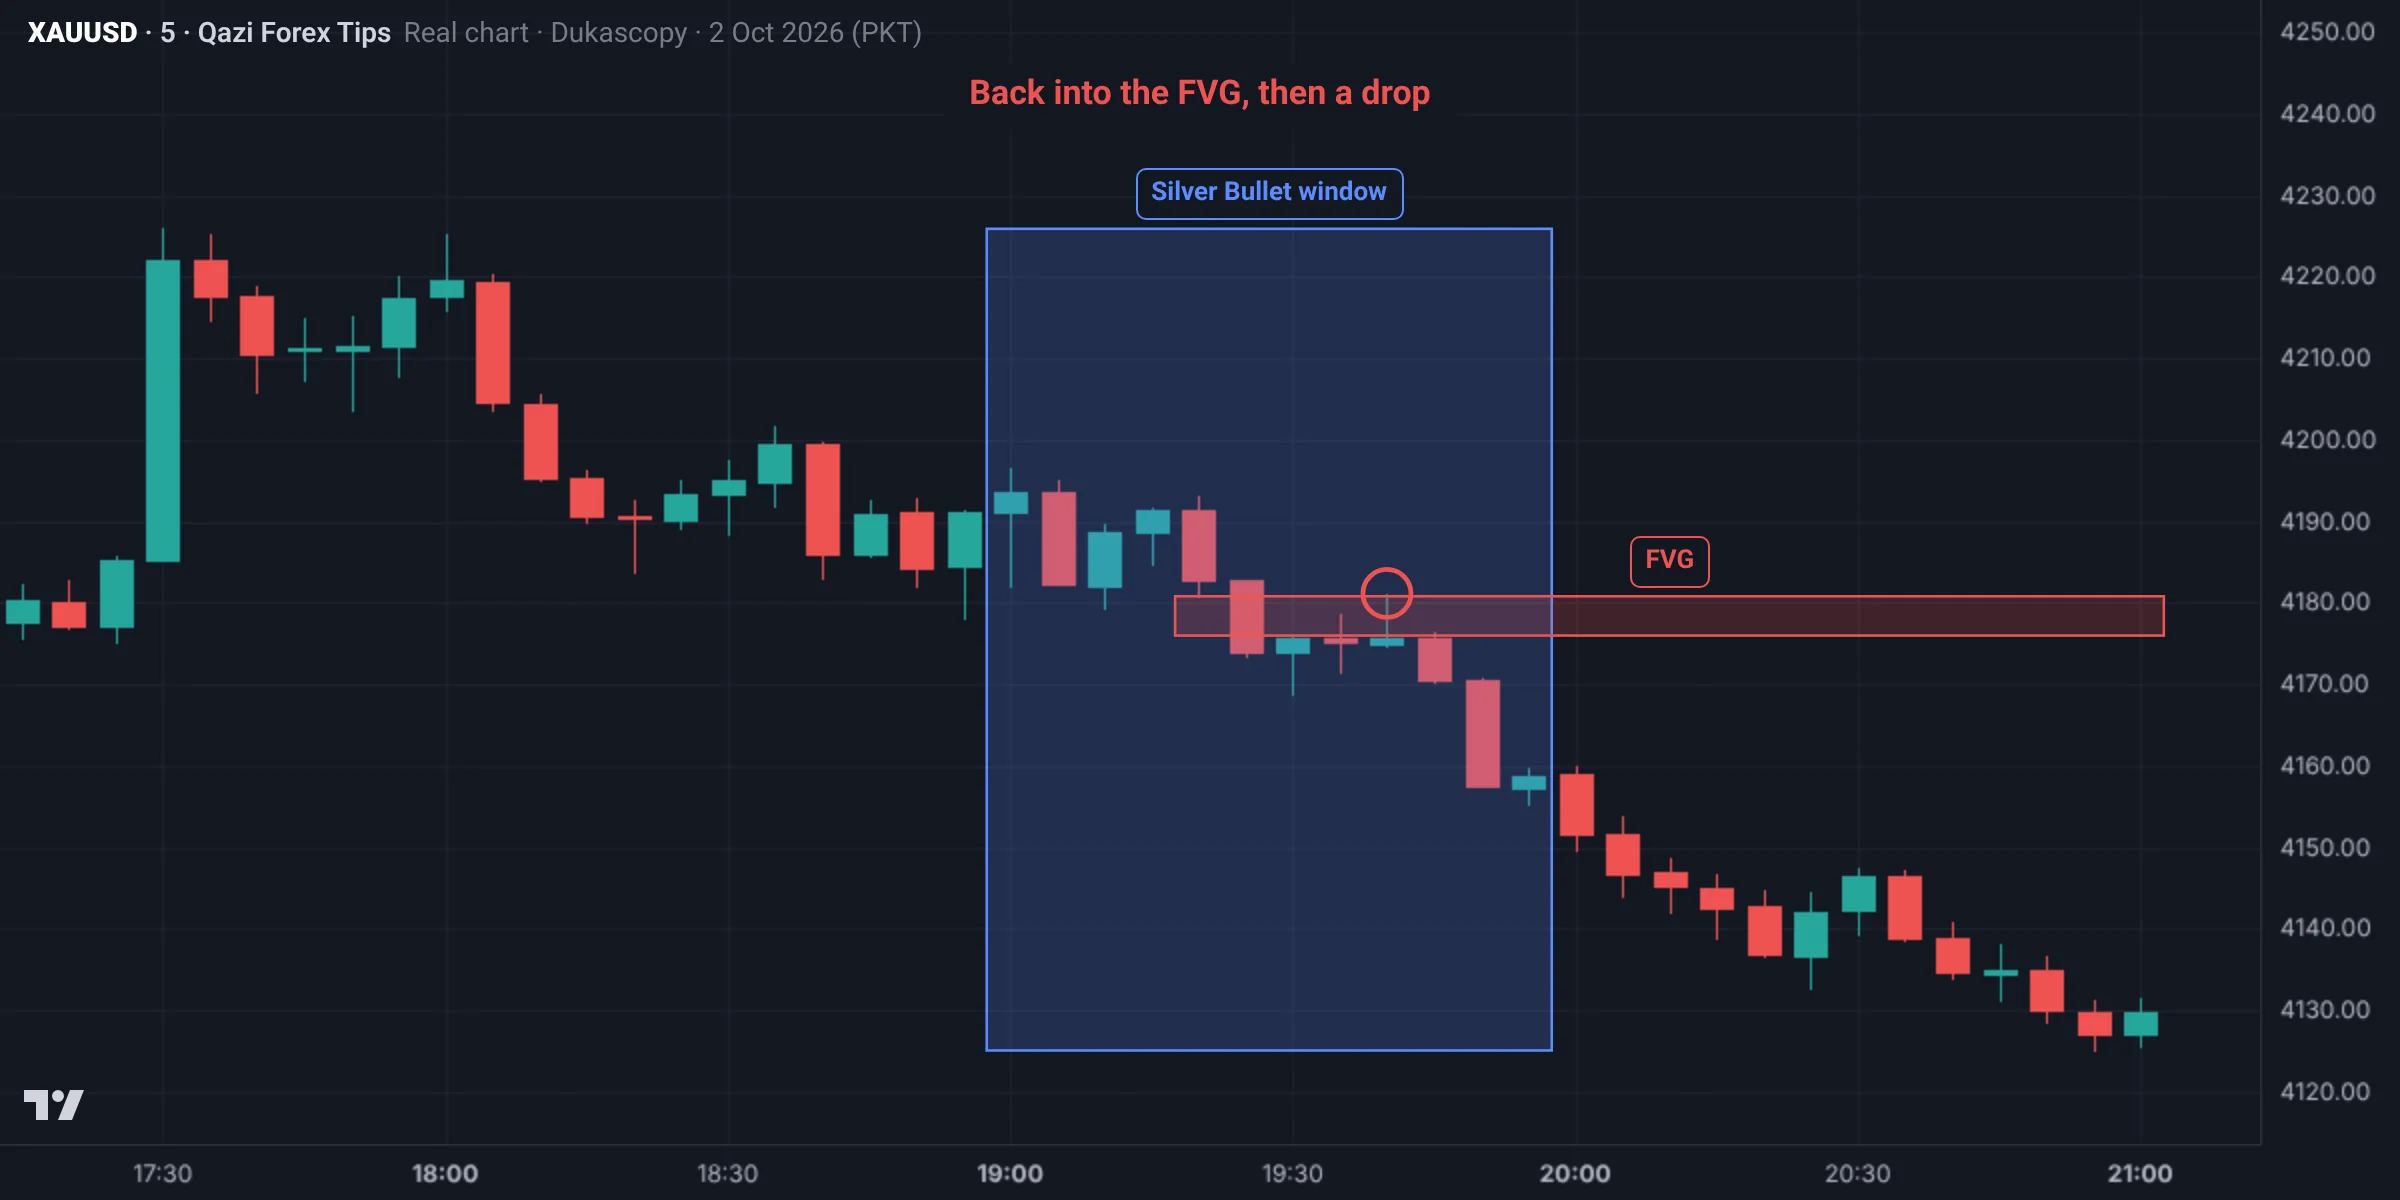 XAUUSD · 5 · Qazi Forex Tips Real chart · Dukascopy · 2 Oct 2026 (PKT)
Back into the FVG, then a drop
Silver Bullet window
FVG
4250.00
4240.00
4230.00
4220.00
4210.00
4200.00
4190.00
4180.00
4170.00
4160.00
4150.00
4140.00
4130.00
4120.00
17:30 18:00 18:30 19:00 19:30 20:00 20:30 21:00